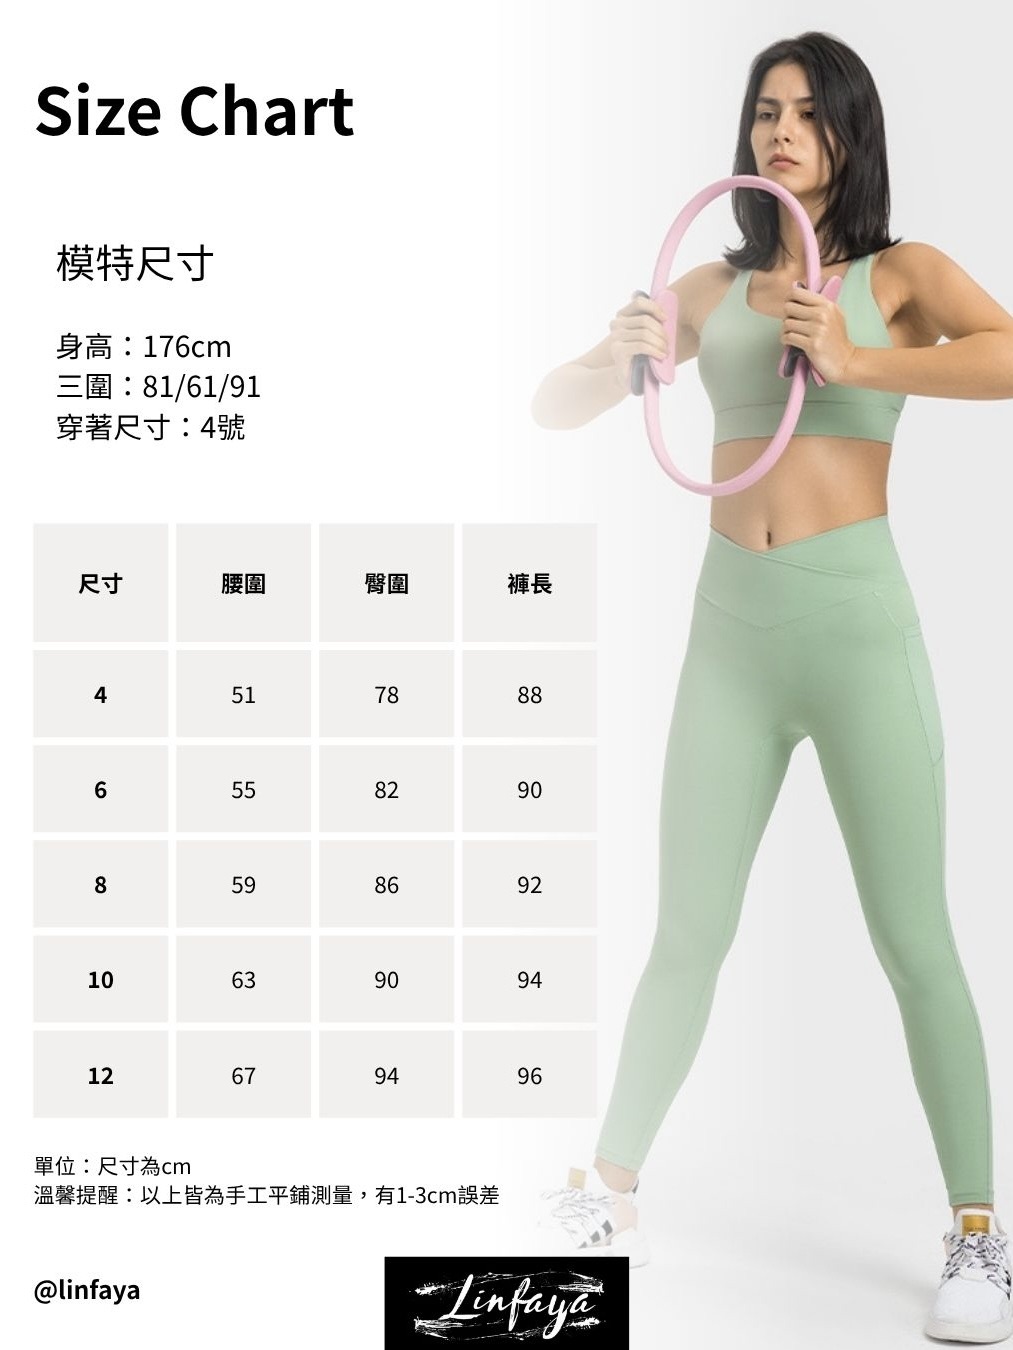 Size Chart
模特尺寸
身高：176cm
三圍：81/61/91
穿著尺寸：4號
尺寸 腰圍 臀圍 褲長
4 51 78 88
6 55 82 90
8 59 86 92
10 63 90 94
12 67 94 96
單位：尺寸為cm
溫馨提醒：以上皆為手工平鋪測量，有1-3cm誤差
@linfaya
Linfaya